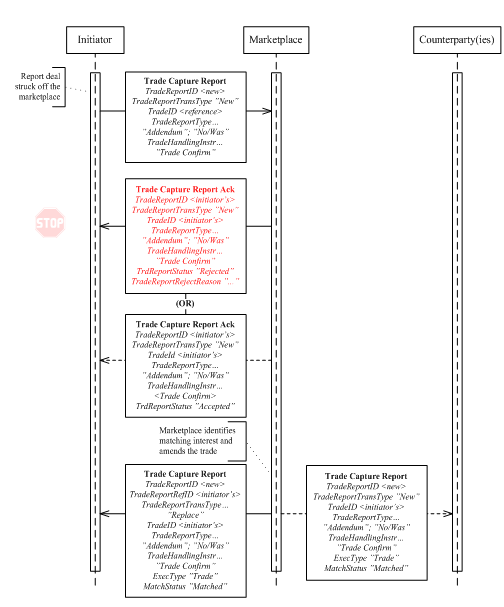 Initiator
Marketplace
Counterparty(ies)
Report deal
struck off the
marketplace
Trade Capture Report
TradeReportID <new>
TradeReportTransType "New"
TradeID <reference>
TradeReportType...
"Addendum"; "No/Was"
TradeHandlingInstr...
"Trade Confirm"
STOP
Trade Capture Report Ack
TradeReportID <initiator's>
TradeReportTransType "New"
TradeID <initiator's>
TradeReportType...
"Addendum"; "No/Was"
TradeHandlingInstr...
"Trade Confirm"
TrdReportStatus "Rejected"
TradeReportRejectReason "..."
(OR)
Trade Capture Report Ack
TradeReportID <initiator's>
TradeReportTransType "New"
TradeId <initiator's>
TradeReportType...
"Addendum"; "No/Was"
TradeHandlingInstr...
<Trade Confirm>
TrdReportStatus "Accepted"
Marketplace identifies
matching interest and
amends the trade
Trade Capture Report
TradeReportID <new>
TradeReportRefID <initiator's>
TradeReportTransType...
"Replace"
TradeID <initiator's>
TradeReportType...
"Addendum"; "No/Was"
TradeHandlingInstr...
"Trade Confirm"
ExecType "Trade"
MatchStatus "Matched"
Trade Capture Report
TradeReportID <new>
TradeReportTransType "New"
TradeID <initiator's>
TradeReportType...
"Addendum"; "No/Was"
TradeHandlingInstr...
"Trade Confirm"
ExecType "Trade"
MatchStatus "Matched"